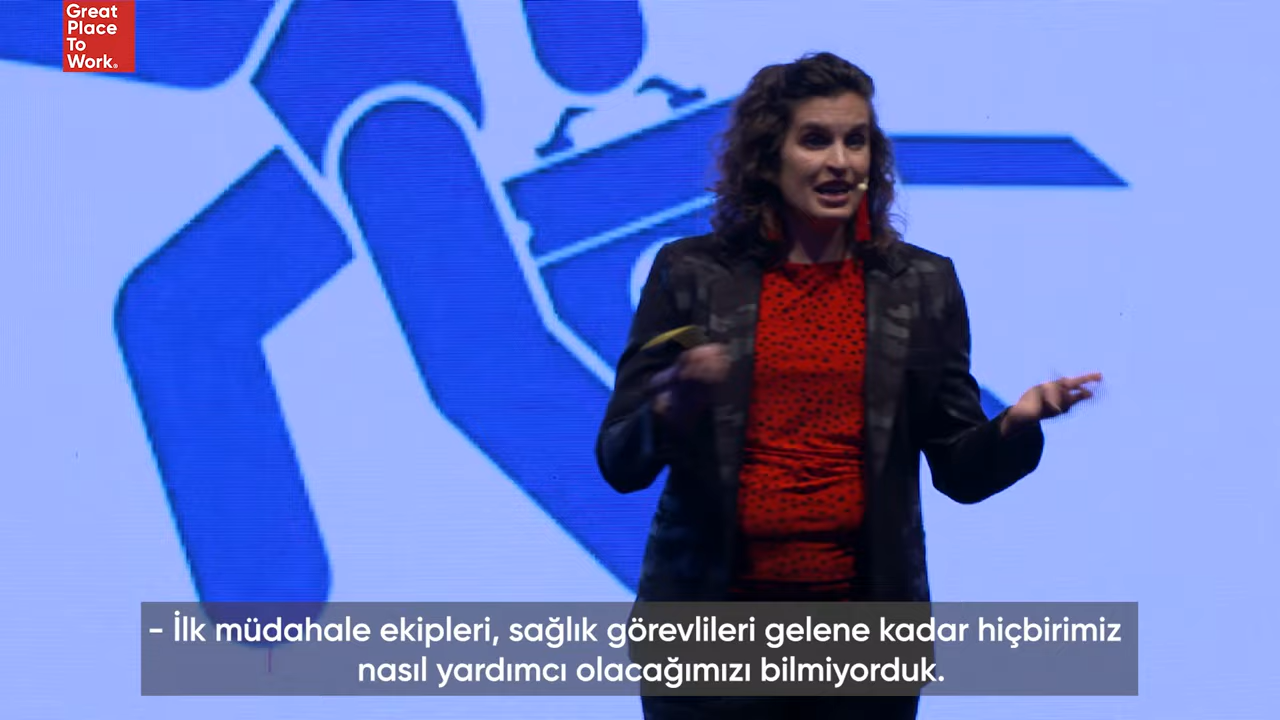 Great
Place
To
Work.
- İlk müdahale ekipleri, sağlık görevlileri gelene kadar hiçbirimiz
nasıl yardımcı olacağımızı bilmiyorduk.